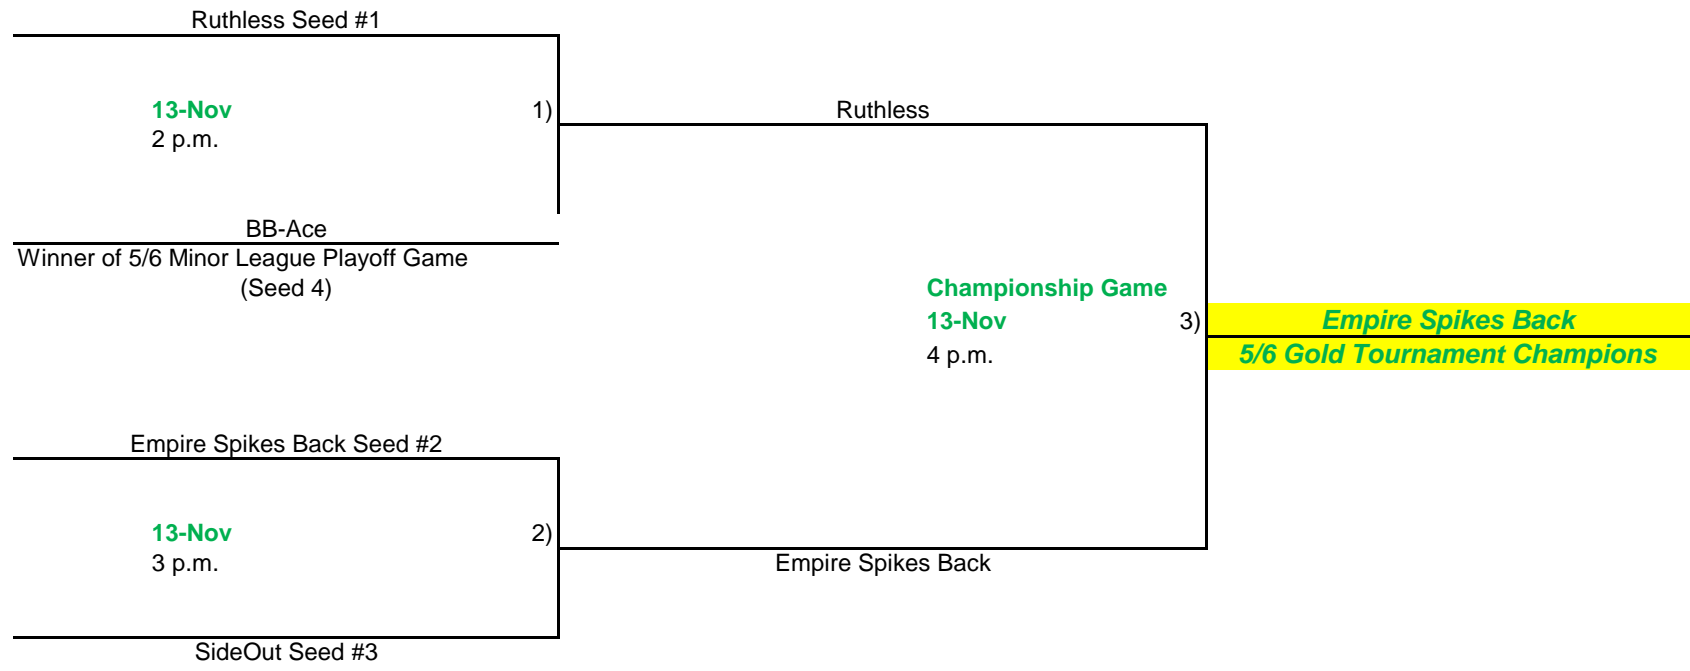 Ruthless Seed #1
13-Nov
1)
Ruthless
2 p.m.
BB-Ace
Winner of 5/6 Minor League Playoff Game
(Seed 4)
Championship Game
13-Nov
3)
Empire Spikes Back
4 p.m.
5/6 Gold Tournament Champions
Empire Spikes Back Seed #2
13-Nov
2)
3 p.m.
Empire Spikes Back
SideOut Seed #3